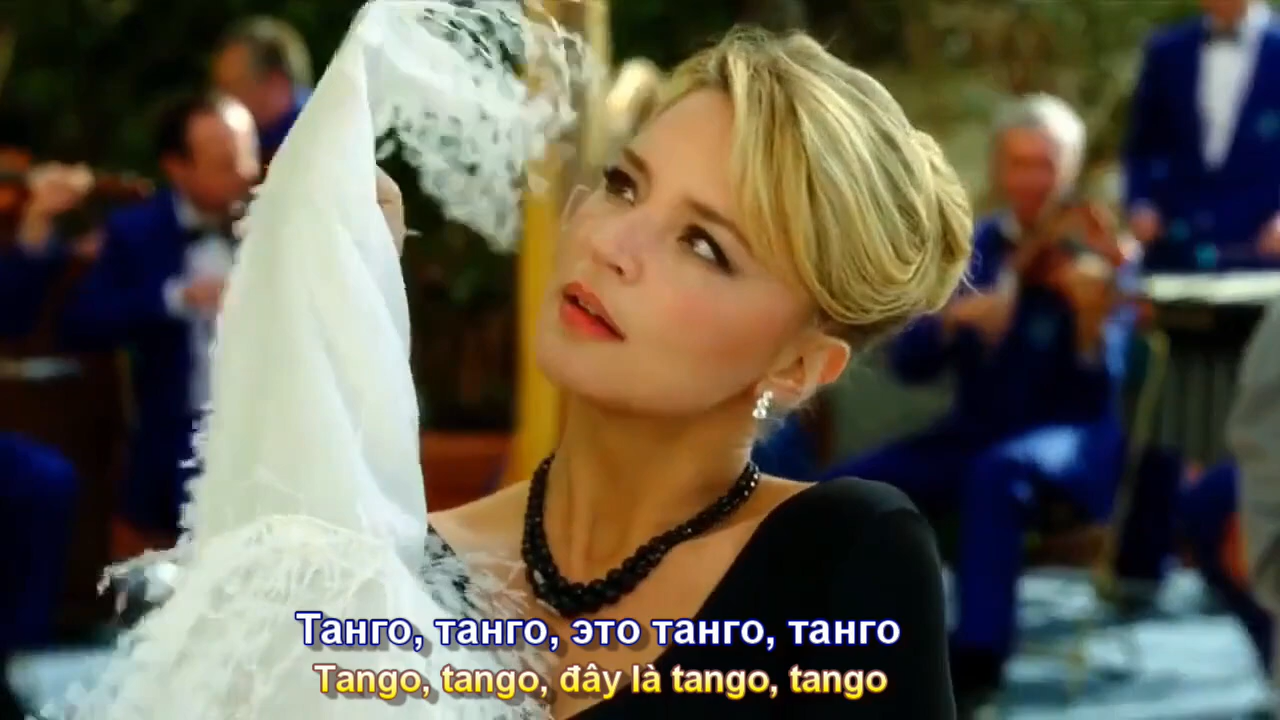 Танго, танго, это танго, танго
Tango, tango, đây là tango, tango